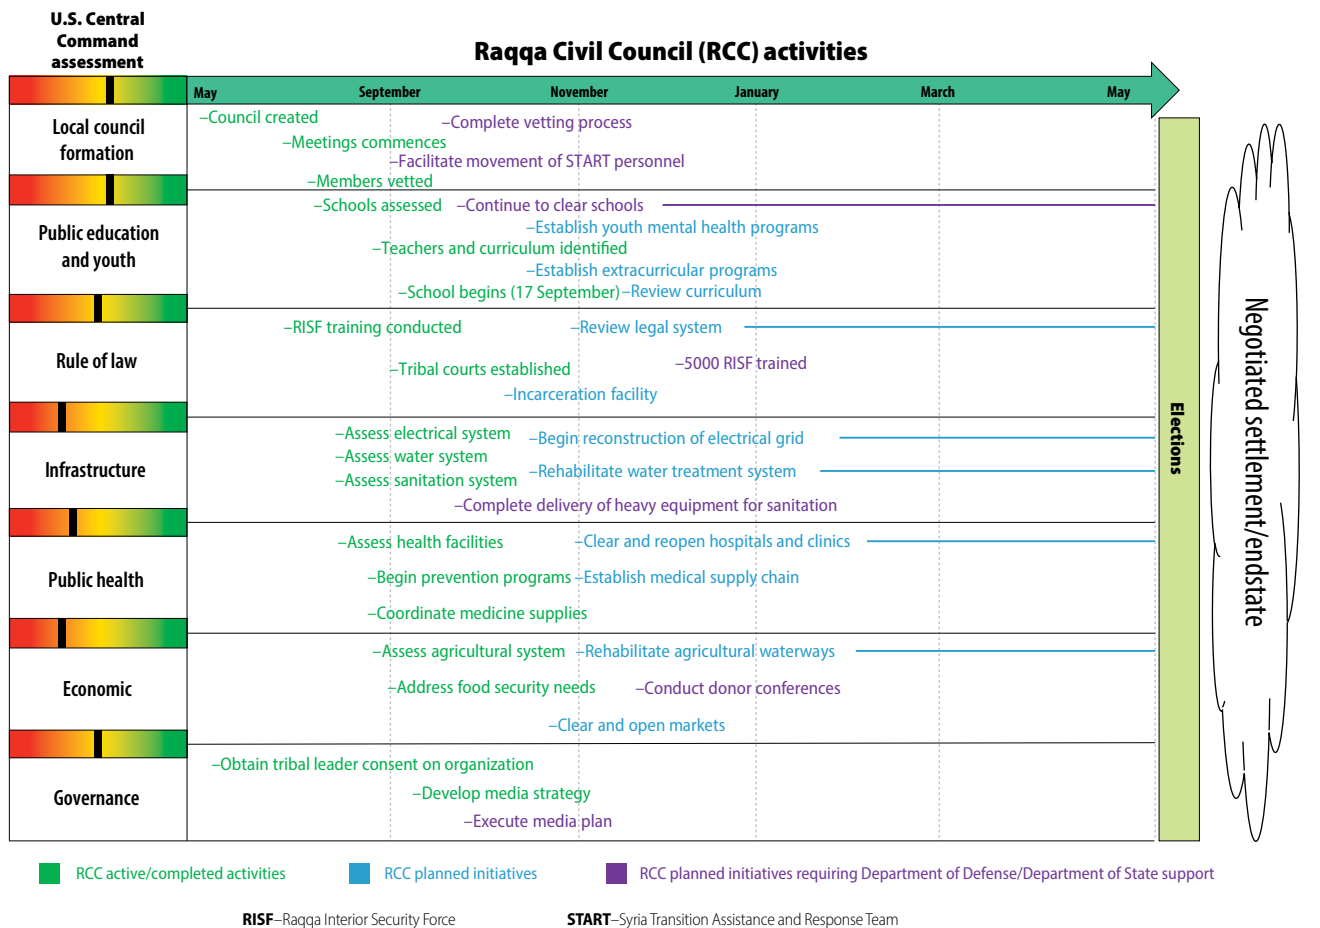 U.S. Central
Command
assessment
Raqqa Civil Council (RCC) activities
May September November January March May
Local council
formation
–Council created
–Complete vetting process
–Meetings commences
–Facilitate movement of START personnel
–Members vetted
Public education
and youth
–Schools assessed –Continue to clear schools
–Establish youth mental health programs
–Teachers and curriculum identified
–Establish extracurricular programs
–School begins (17 September) –Review curriculum
Rule of law
–RISF training conducted –Review legal system
–5000 RISF trained
–Tribal courts established
–Incarceration facility
Infrastructure
–Assess electrical system –Begin reconstruction of electrical grid
–Assess water system
–Rehabilitate water treatment system
–Assess sanitation system
–Complete delivery of heavy equipment for sanitation
Public health
–Assess health facilities –Clear and reopen hospitals and clinics
–Begin prevention programs –Establish medical supply chain
–Coordinate medicine supplies
Economic
–Assess agricultural system –Rehabilitate agricultural waterways
–Address food security needs –Conduct donor conferences
–Clear and open markets
Governance
–Obtain tribal leader consent on organization
–Develop media strategy
–Execute media plan
Elections
Negotiated settlement/endstate
RCC active/completed activities RCC planned initiatives RCC planned initiatives requiring Department of Defense/Department of State support
RISF–Raqqa Interior Security Force START–Syria Transition Assistance and Response Team